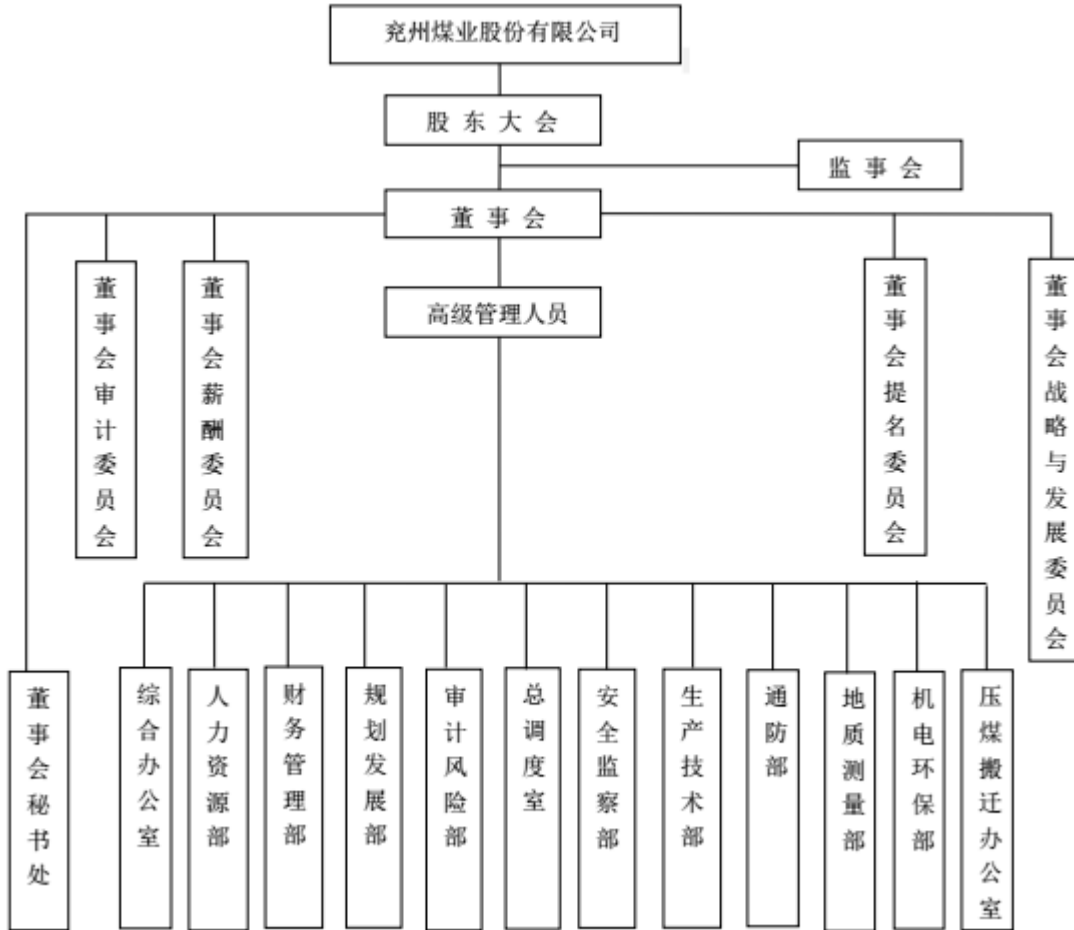 兖州煤业股份有限公司
股东大会
监事会
董事会
高级管理人员
董事会审计委员会
董事会薪酬委员会
董事会提名委员会
董事会战略与发展委员会
董事会秘书处
综合办公室
人力资源部
财务管理部
规划发展部
审计风险部
总调度室
安全监察部
生产技术部
通防部
地质测量部
机电环保部
压煤搬迁办公室